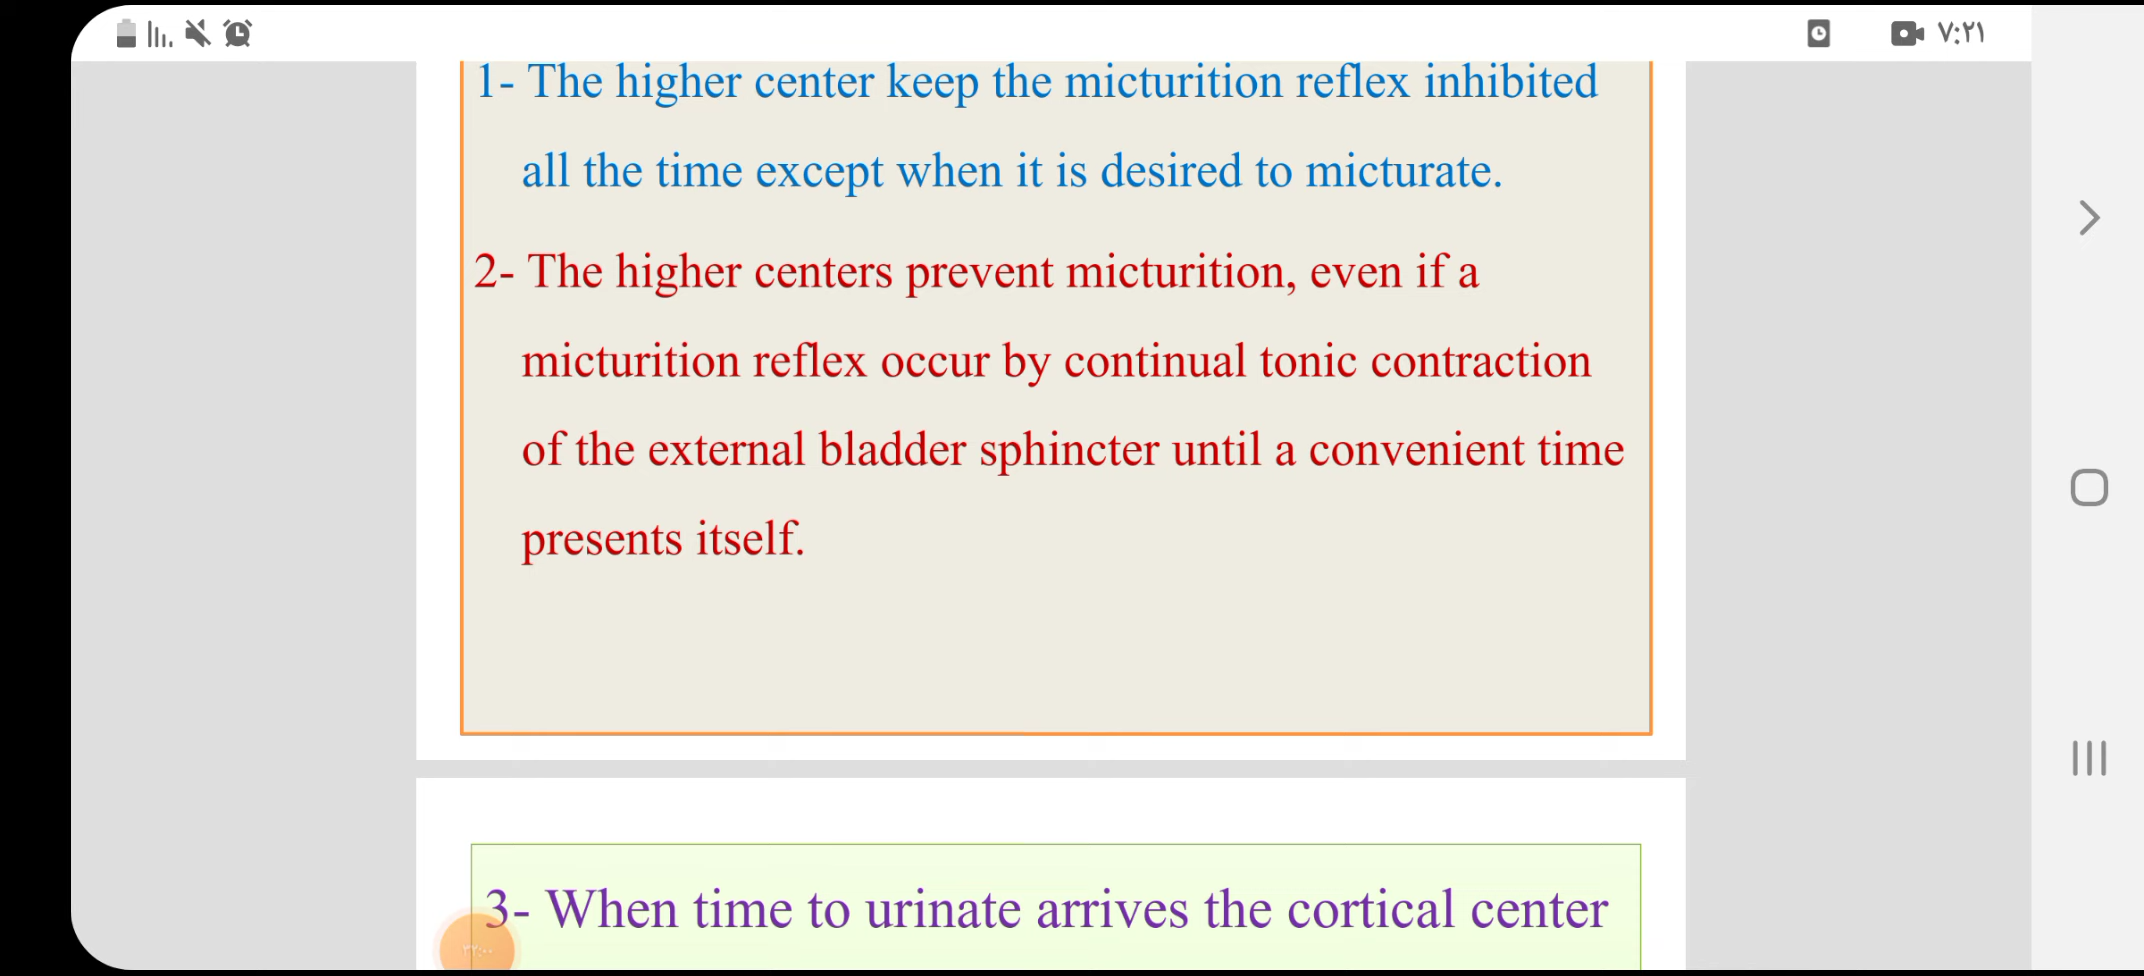 ٧:٢١
1- The higher center keep the micturition reflex inhibited
all the time except when it is desired to micturate.
2- The higher centers prevent micturition, even if a
micturition reflex occur by continual tonic contraction
of the external bladder sphincter until a convenient time
presents itself.
3- When time to urinate arrives the cortical center